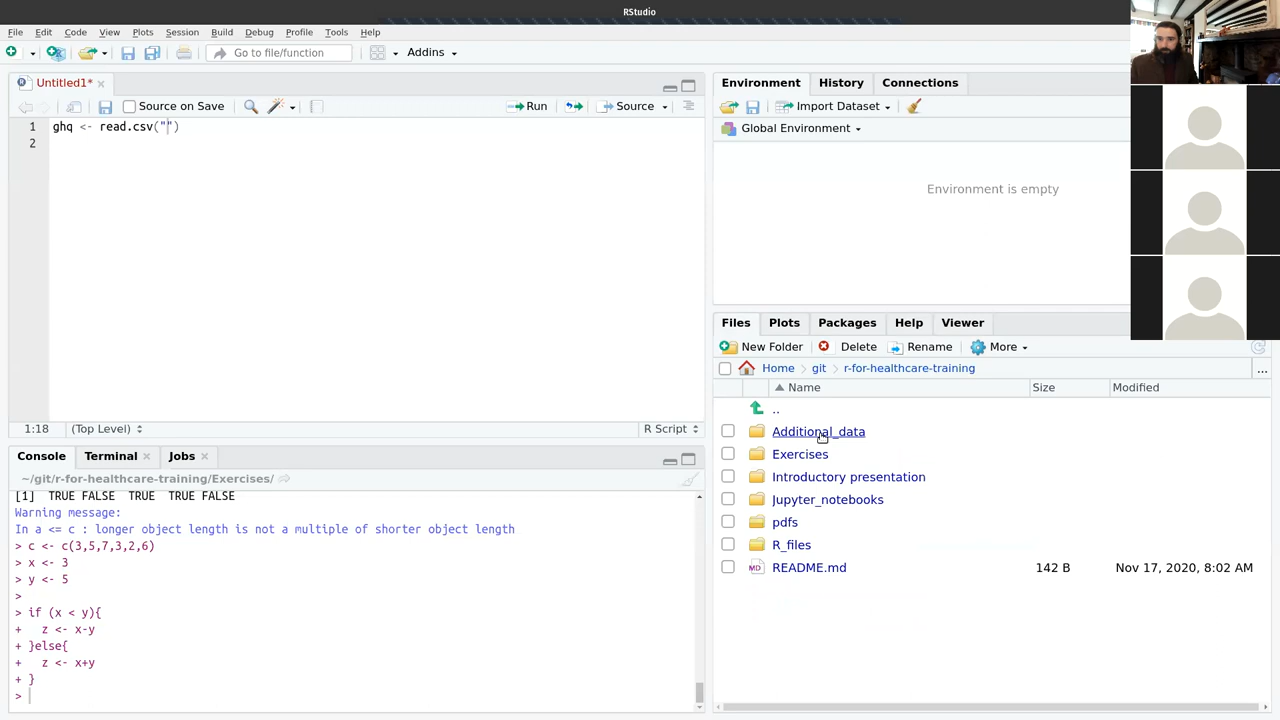 RStudio
File Edit Code View Plots Session Build Debug Profile Tools Help
Go to file/function Addins
Untitled1*
Source on Save Run Source
1 ghq <- read.csv("")
2
1:18 (Top Level) R Script
Console Terminal Jobs
~/git/r-for-healthcare-training/Exercises/
[1]  TRUE FALSE  TRUE  TRUE FALSE
Warning message:
In a <= c : longer object length is not a multiple of shorter object length
> c <- c(3,5,7,3,2,6)
> x <- 3
> y <- 5
>
> if (x < y){
+   z <- x-y
+ }else{
+   z <- x+y
+ }
>
Environment History Connections
Import Dataset
Global Environment
Environment is empty
Files Plots Packages Help Viewer
New Folder Delete Rename More
Home git r-for-healthcare-training ...
Name Size Modified
..
Additional_data
Exercises
Introductory presentation
Jupyter_notebooks
pdfs
R_files
MD README.md 142 B Nov 17, 2020, 8:02 AM